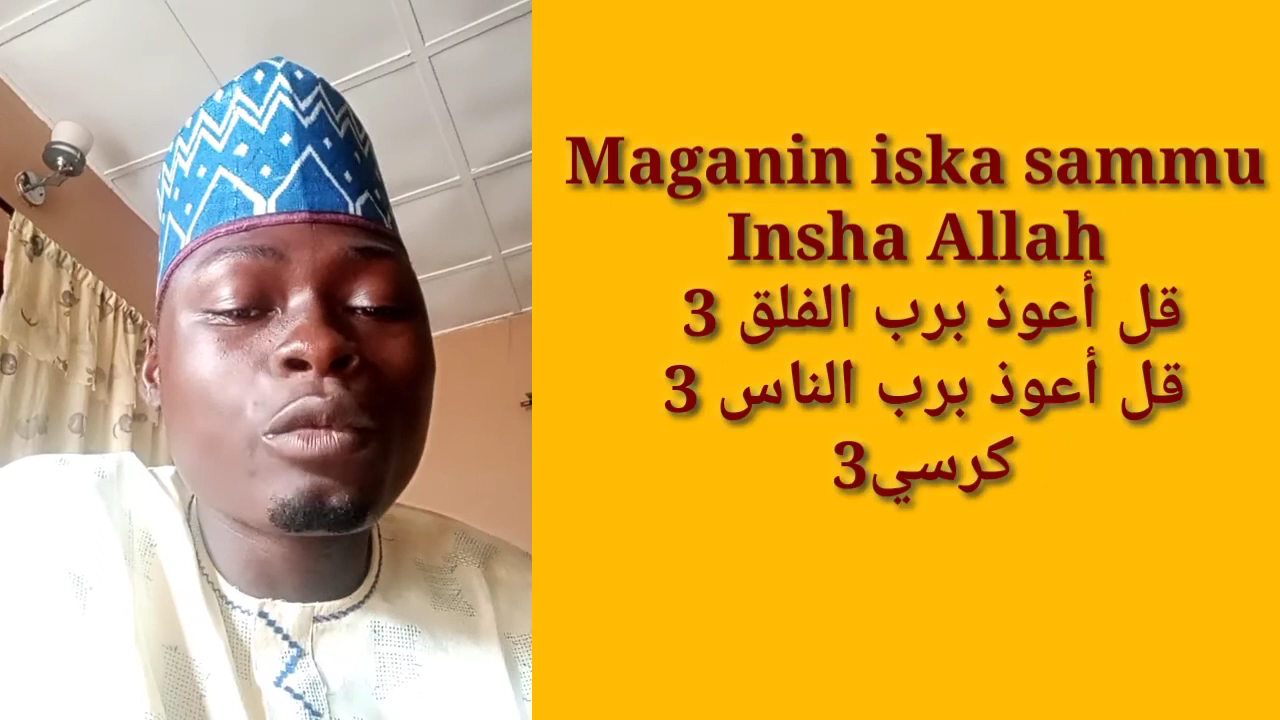 Maganin iska sammu
Insha Allah
قل أعوذ برب الفلق 3
قل أعوذ برب الناس 3
كرسي3